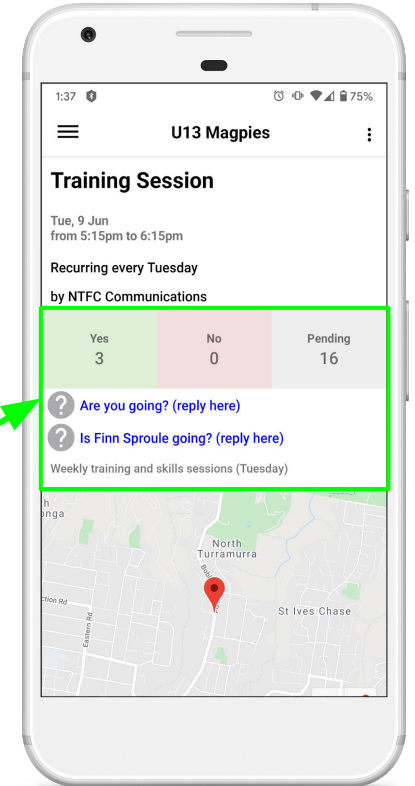 1:37 75%
U13 Magpies
Training Session
Tue, 9 Jun
from 5:15pm to 6:15pm
Recurring every Tuesday
by NTFC Communications
Yes No Pending
3 0 16
? Are you going? (reply here)
? Is Finn Sproule going? (reply here)
Weekly training and skills sessions (Tuesday)
North
Turramurra
St Ives Chase
Eastern Rd